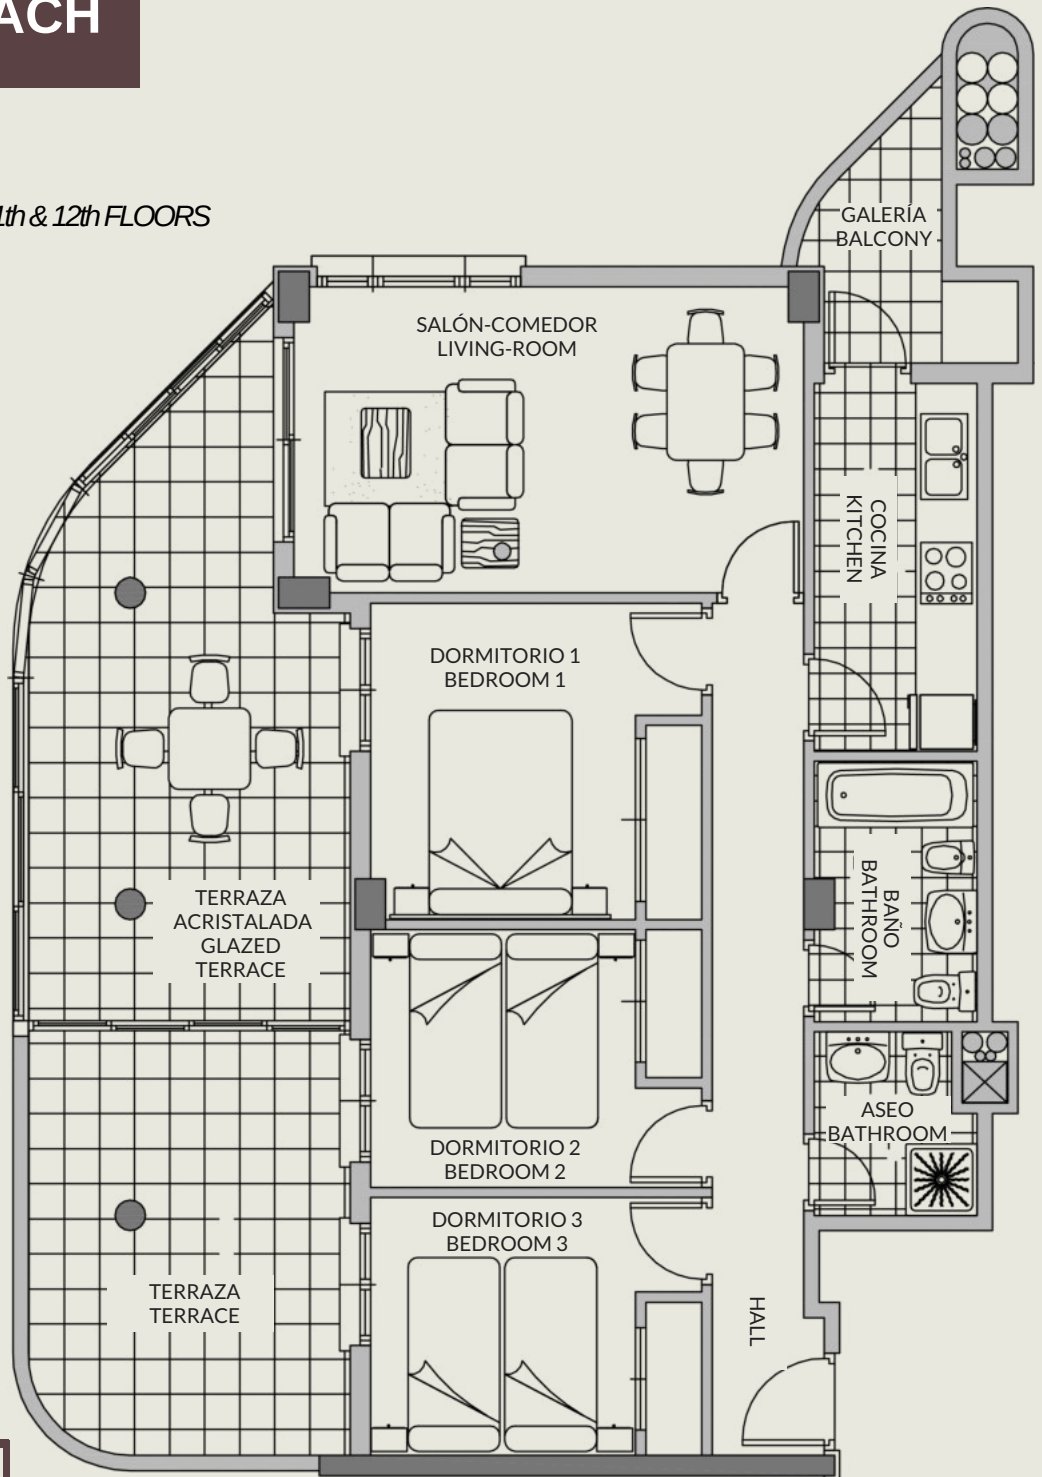 ACH
1th & 12th FLOORS
GALERÍA
BALCONY
SALÓN-COMEDOR
LIVING-ROOM
COCINA
KITCHEN
DORMITORIO 1
BEDROOM 1
BAÑO
BATHROOM
TERRAZA
ACRISTALADA
GLAZED
TERRACE
ASEO
BATHROOM
DORMITORIO 2
BEDROOM 2
DORMITORIO 3
BEDROOM 3
TERRAZA
TERRACE
HALL